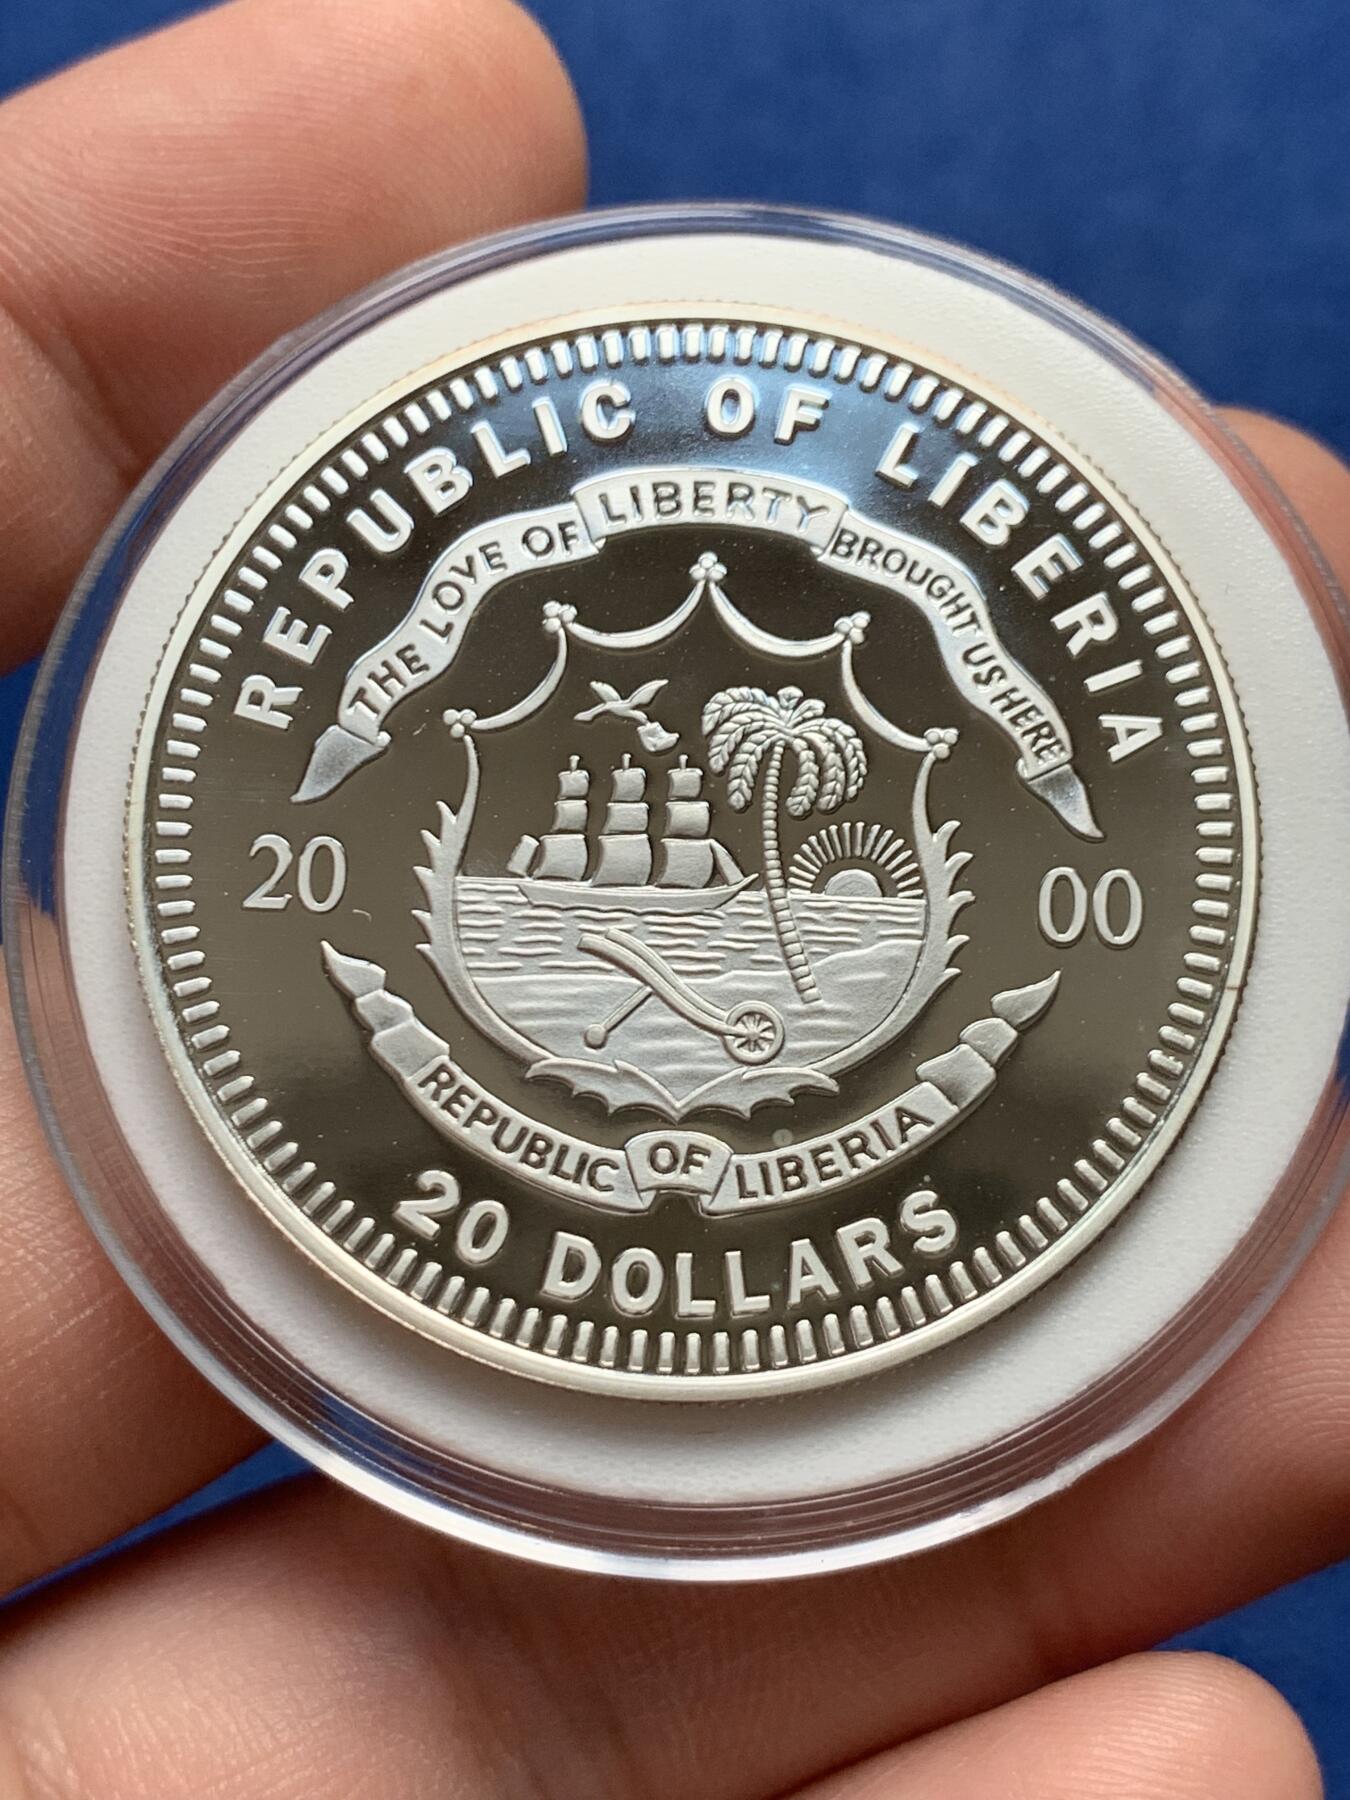 REPUBLIC OF LIBERIA
THE LOVE OF LIBERTY BROUGHT US HERE
20 00
REPUBLIC OF LIBERIA
20 DOLLARS